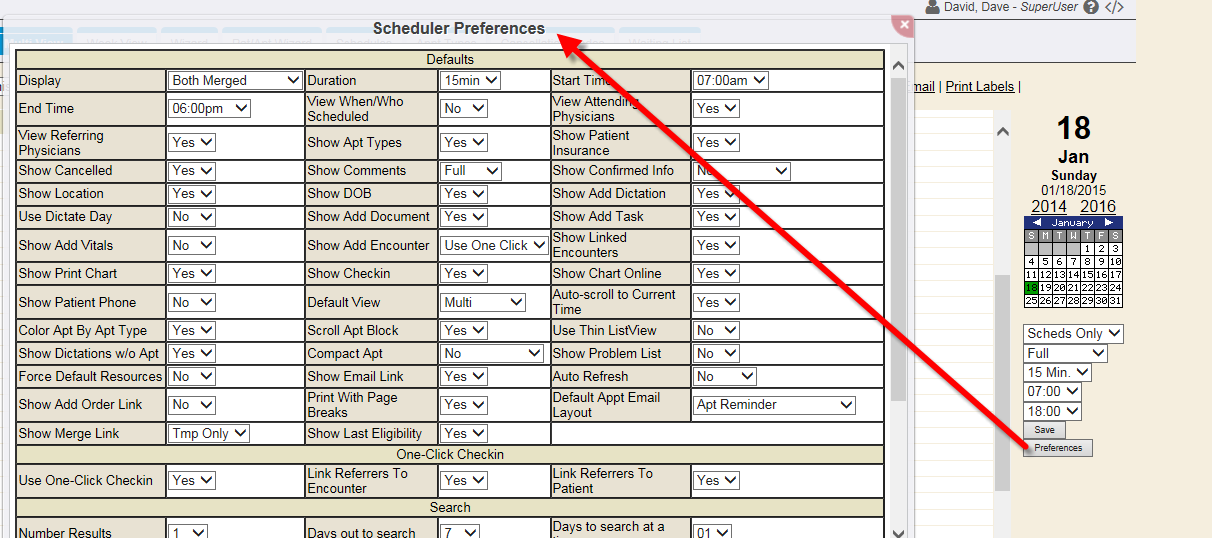 David, Dave - SuperUser ? </>
Scheduler Preferences
Defaults
Display Both Merged Duration 15min Start Time 07:00am
End Time 06:00pm View When/Who Scheduled No View Attending Physicians Yes
View Referring Physicians Yes Show Apt Types Yes Show Patient Insurance Yes
Show Cancelled Yes Show Comments Full Show Confirmed Info No
Show Location Yes Show DOB Yes Show Add Dictation Yes
Use Dictate Day No Show Add Document Yes Show Add Task Yes
Show Add Vitals No Show Add Encounter Use One Click Show Linked Encounters Yes
Show Print Chart Yes Show Checkin Yes Show Chart Online Yes
Show Patient Phone No Default View Multi Auto-scroll to Current Time Yes
Color Apt By Apt Type Yes Scroll Apt Block Yes Use Thin ListView No
Show Dictations w/o Apt Yes Compact Apt No Show Problem List No
Force Default Resources No Show Email Link Yes Auto Refresh No
Show Add Order Link No Print With Page Breaks Yes Default Appt Email Layout Apt Reminder
Show Merge Link Tmp Only Show Last Eligibility Yes
One-Click Checkin
Use One-Click Checkin Yes Link Referrers To Encounter Yes Link Referrers To Patient Yes
Search
Number Results 1 Days out to search 7 Days to search at a 01
mail | Print Labels |
18
Jan
Sunday
01/18/2015
2014 2016
January
S M T W T F S
1 2 3
4 5 6 7 8 9 10
11 12 13 14 15 16 17
18 19 20 21 22 23 24
25 26 27 28 29 30 31
Scheds Only
Full
15 Min.
07:00
18:00
Save
Preferences